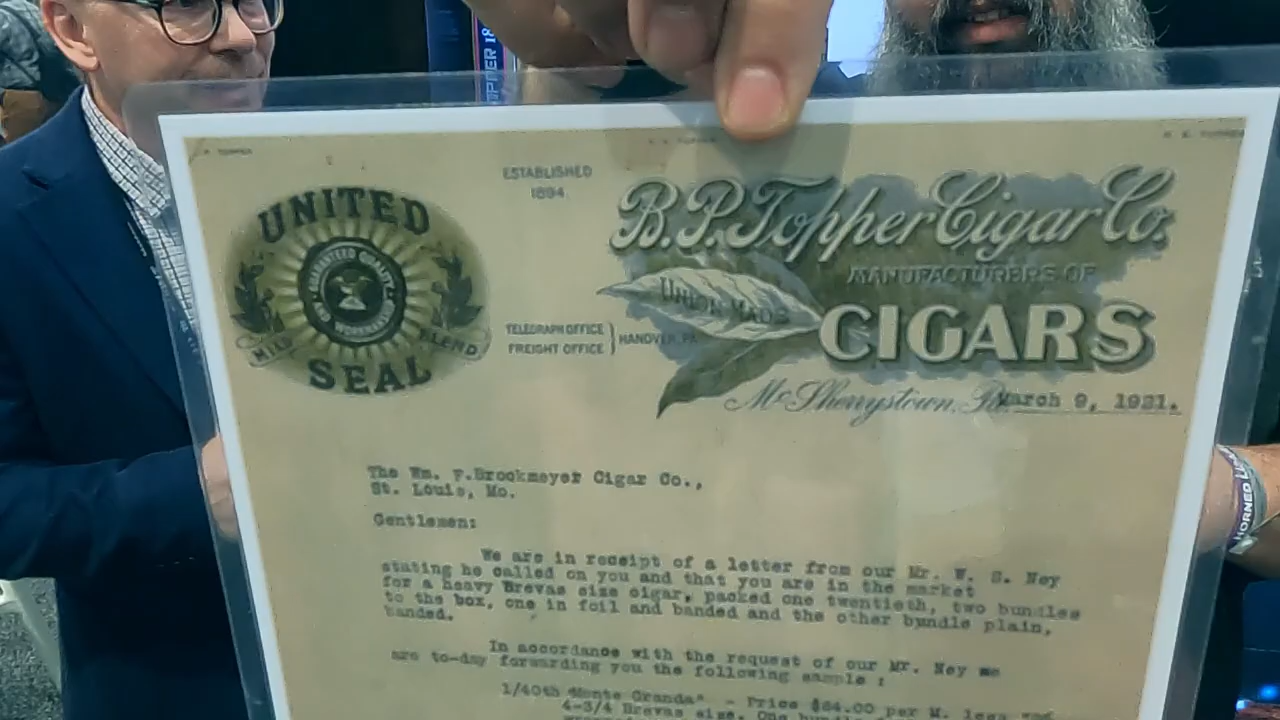 ESTABLISHED
1894
UNITED
SEAL
MILD BLEND
B.P. Topper Cigar Co.
MANUFACTURERS OF
CIGARS
UNION MADE
TELEGRAPH OFFICE
FREIGHT OFFICE
HANOVER, PA.
McSherrystown, Pa. March 9, 1921.
The Wm. F. Brockmeyer Cigar Co.,
St. Louis, Mo.
Gentlemen:
We are in receipt of a letter from our Mr. W. S. Ney
stating he called on you and that you are in the market
for a heavy Brevas size cigar, packed one twentieth, two bundles
to the box, one in foil and banded and the other bundle plain,
banded.
In accordance with the request of our Mr. Ney we
are to-day forwarding you the following sample :
1/40th "Monte Granda" - Price $84.00 per M. less
4-3/4 Brevas size. One